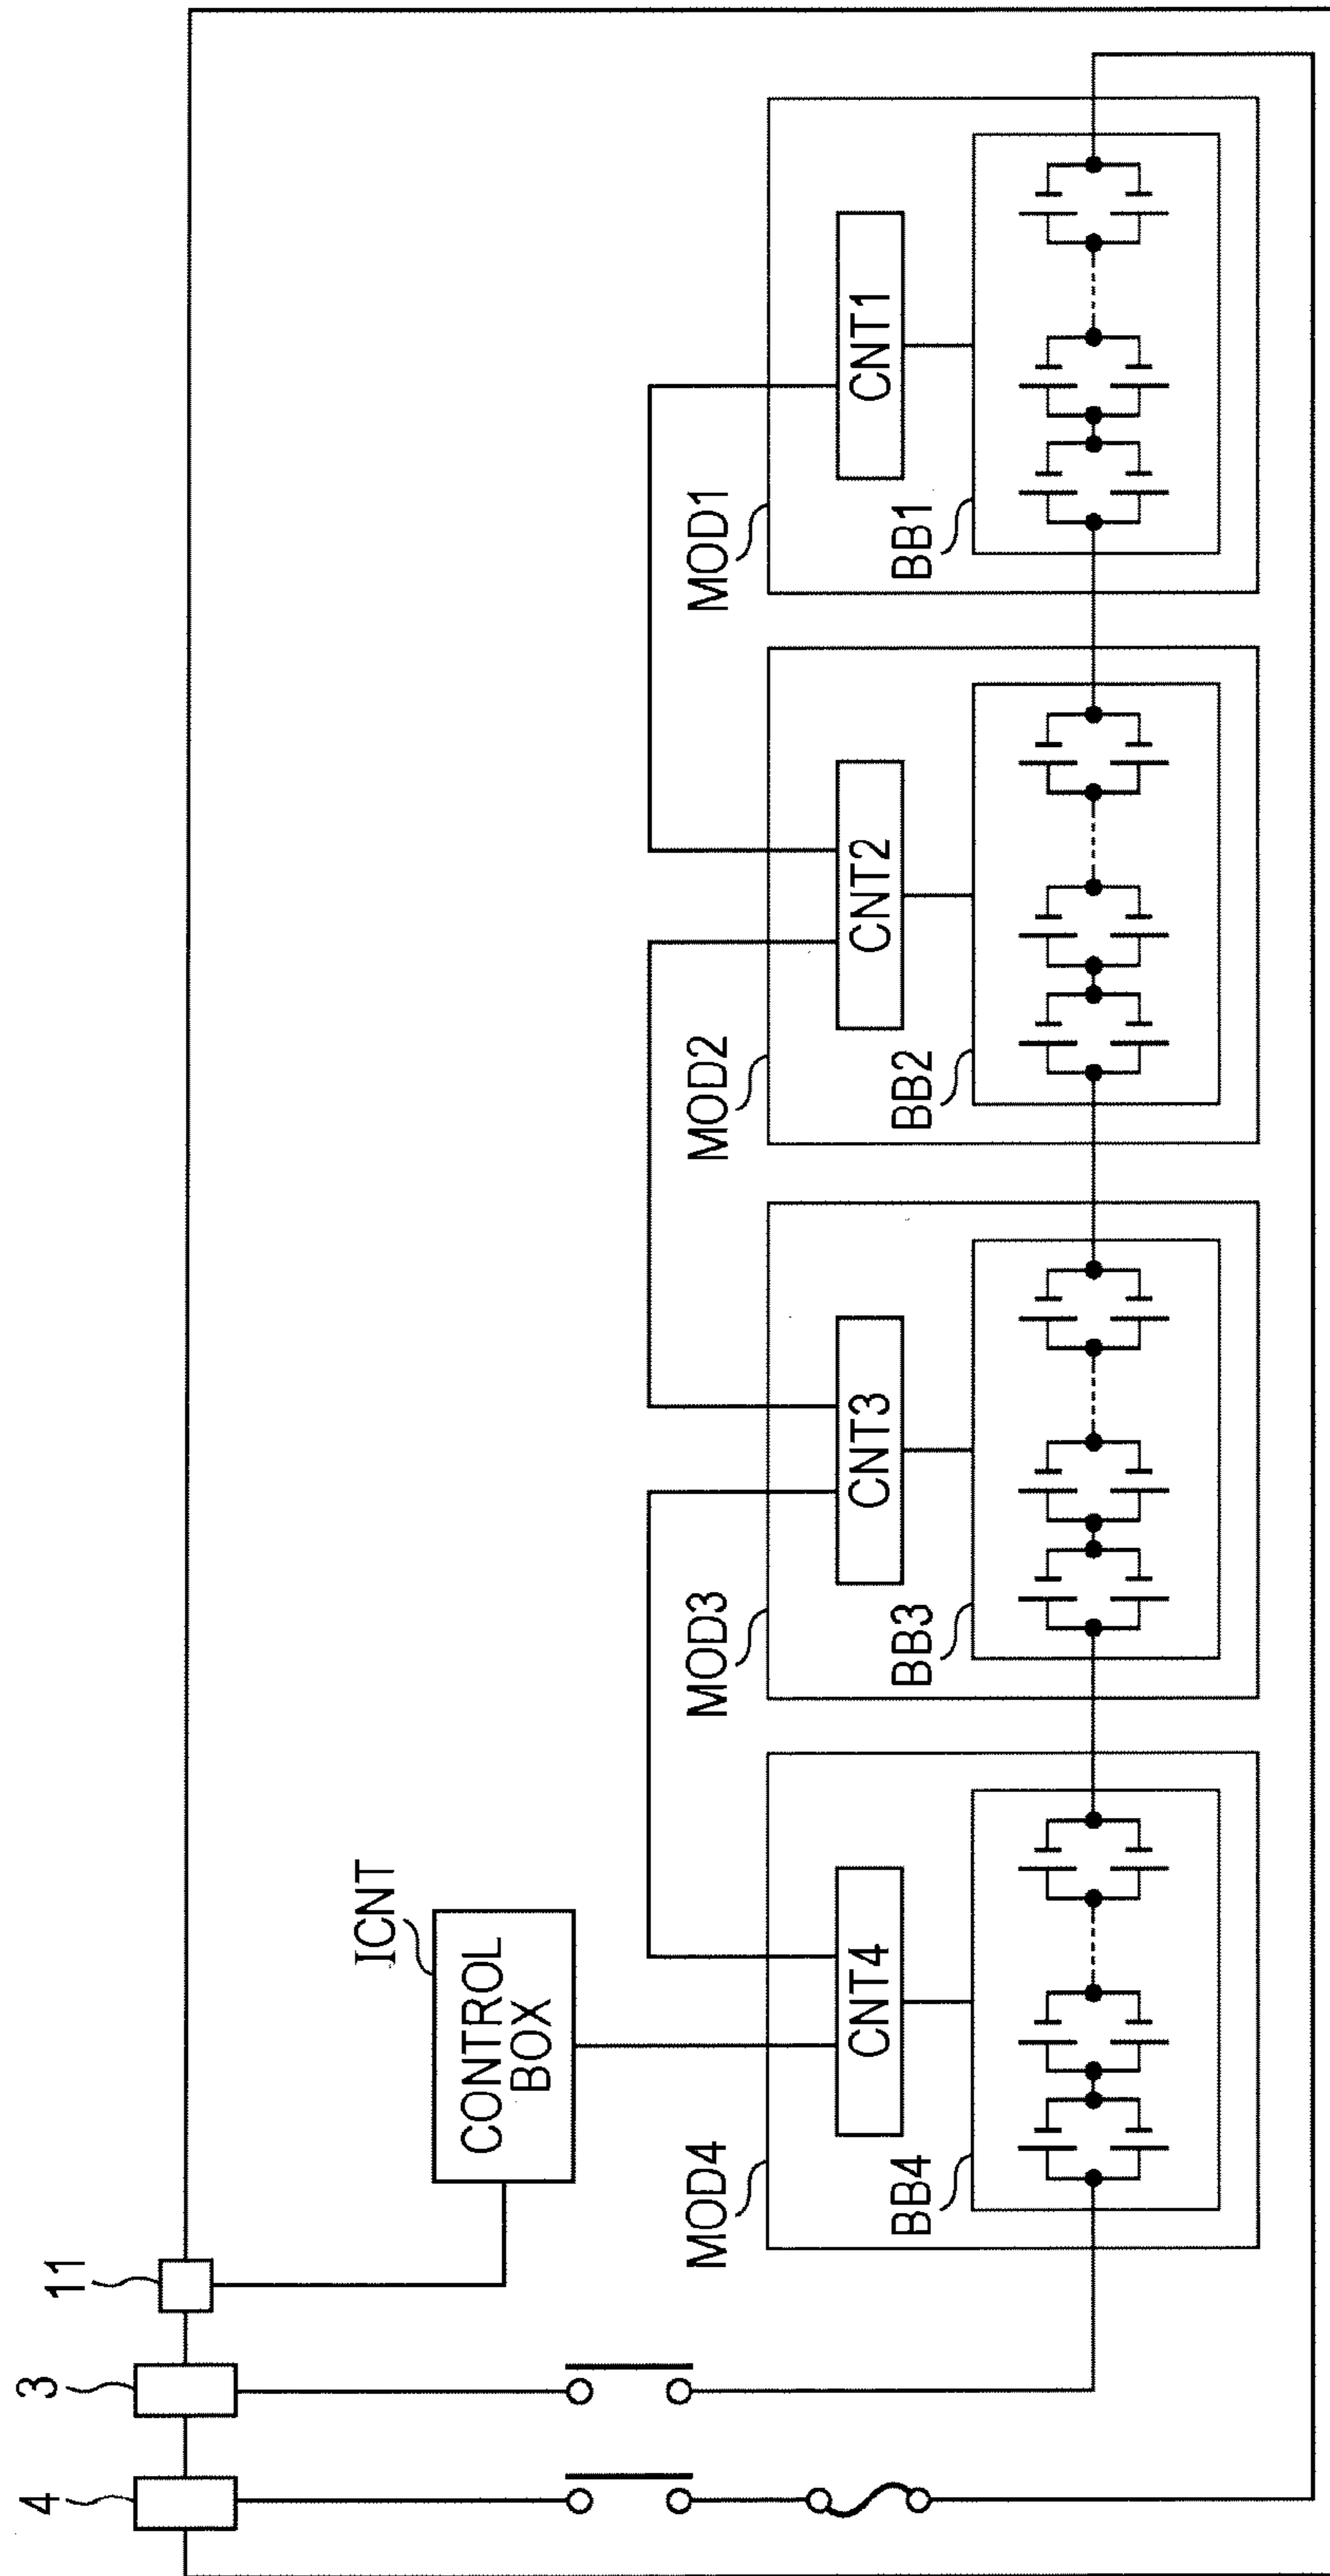 4
3
11
ICNT
CONTROL
BOX
MOD4
CNT4
BB4
MOD3
CNT3
BB3
MOD2
CNT2
BB2
MOD1
CNT1
BB1